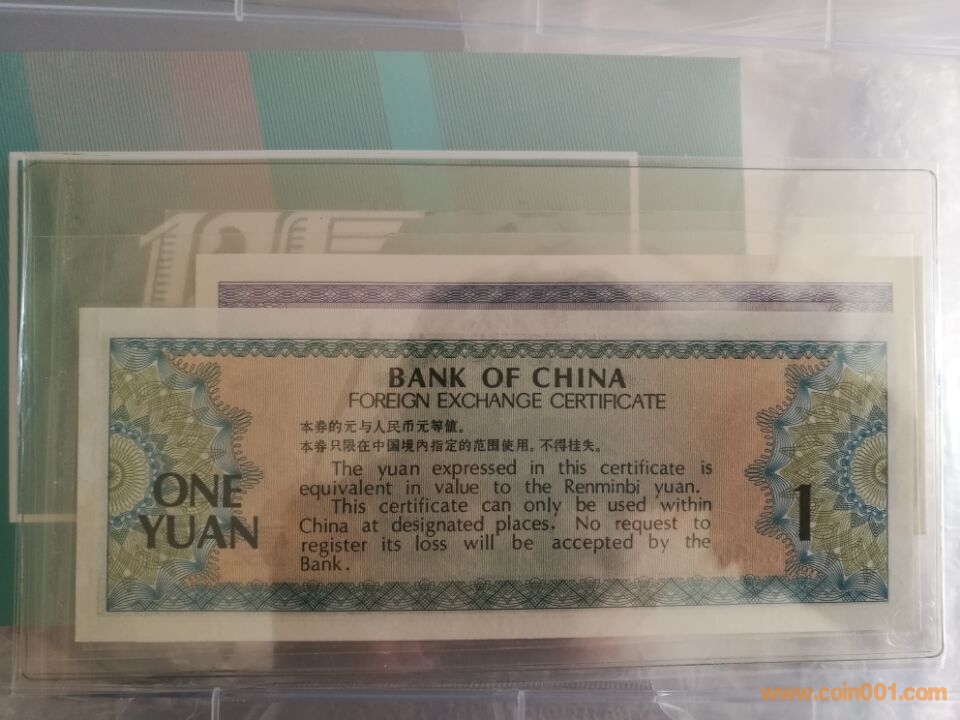 BANK OF CHINA
FOREIGN EXCHANGE CERTIFICATE
本券的元与人民币元等值。
本券只限在中国境内指定的范围使用。不得挂失。
The yuan expressed in this certificate is
equivalent in value to the Renminbi yuan.
This certificate can only be used within
China at designated places. No request to
register its loss will be accepted by the
Bank.
ONE
YUAN
1
www.coin001.com